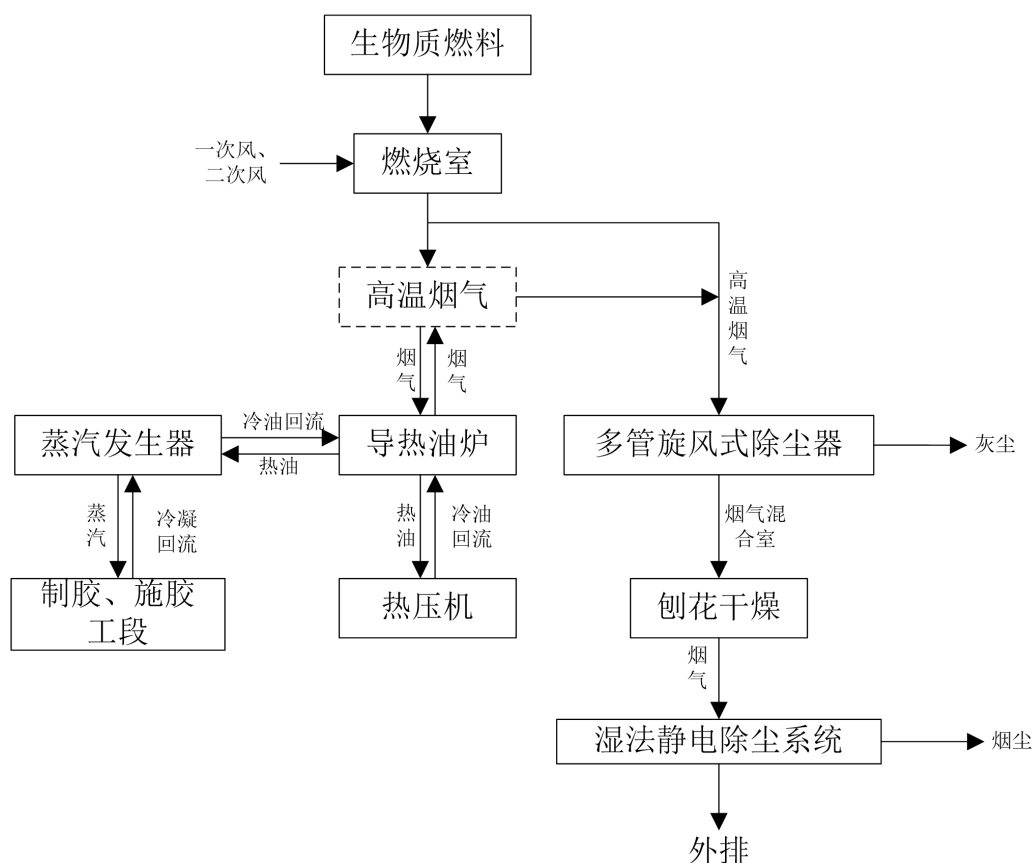 生物质燃料
一次风、
二次风
燃烧室
高温烟气
高
温
烟
气
烟
气
烟
气
蒸汽发生器
冷油回流
热油
导热油炉
多管旋风式除尘器
灰尘
蒸
汽
冷凝
回流
热
油
冷油
回流
烟气混
合室
制胶、施胶
工段
热压机
刨花干燥
烟
气
湿法静电除尘系统
烟尘
外排